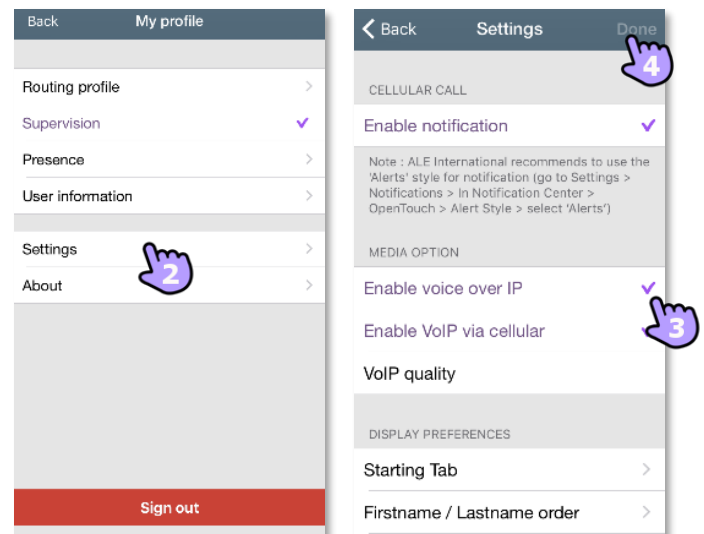 Back My profile
Routing profile
Supervision
Presence
User information
Settings
2
About
Sign out
Back Settings Done
4
CELLULAR CALL
Enable notification
Note : ALE International recommends to use the
'Alerts' style for notification (go to Settings >
Notifications > In Notification Center >
OpenTouch > Alert Style > select 'Alerts')
MEDIA OPTION
Enable voice over IP
3
Enable VoIP via cellular
VoIP quality
DISPLAY PREFERENCES
Starting Tab
Firstname / Lastname order